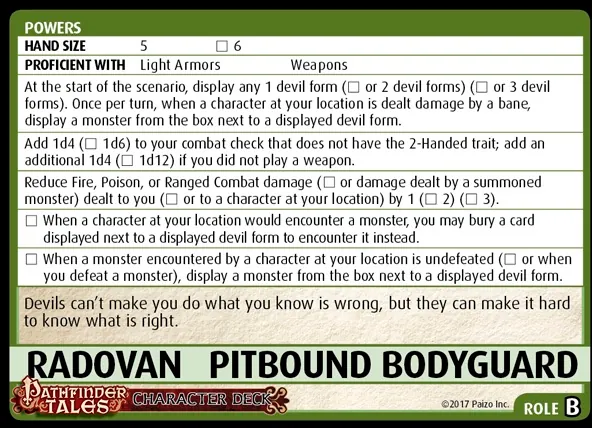 POWERS
HAND SIZE 5 ☐ 6
PROFICIENT WITH Light Armors Weapons
At the start of the scenario, display any 1 devil form (☐ or 2 devil forms) (☐ or 3 devil
forms). Once per turn, when a character at your location is dealt damage by a bane,
display a monster from the box next to a displayed devil form.
Add 1d4 (☐ 1d6) to your combat check that does not have the 2-Handed trait; add an
additional 1d4 (☐ 1d12) if you did not play a weapon.
Reduce Fire, Poison, or Ranged Combat damage (☐ or damage dealt by a summoned
monster) dealt to you (☐ or to a character at your location) by 1 (☐ 2) (☐ 3).
☐ When a character at your location would encounter a monster, you may bury a card
displayed next to a displayed devil form to encounter it instead.
☐ When a monster encountered by a character at your location is undefeated (☐ or when
you defeat a monster), display a monster from the box next to a displayed devil form.
Devils can't make you do what you know is wrong, but they can make it hard
to know what is right.
RADOVAN PITBOUND BODYGUARD
PATHFINDER
TALES CHARACTER DECK
©2017 Paizo Inc.
ROLE B